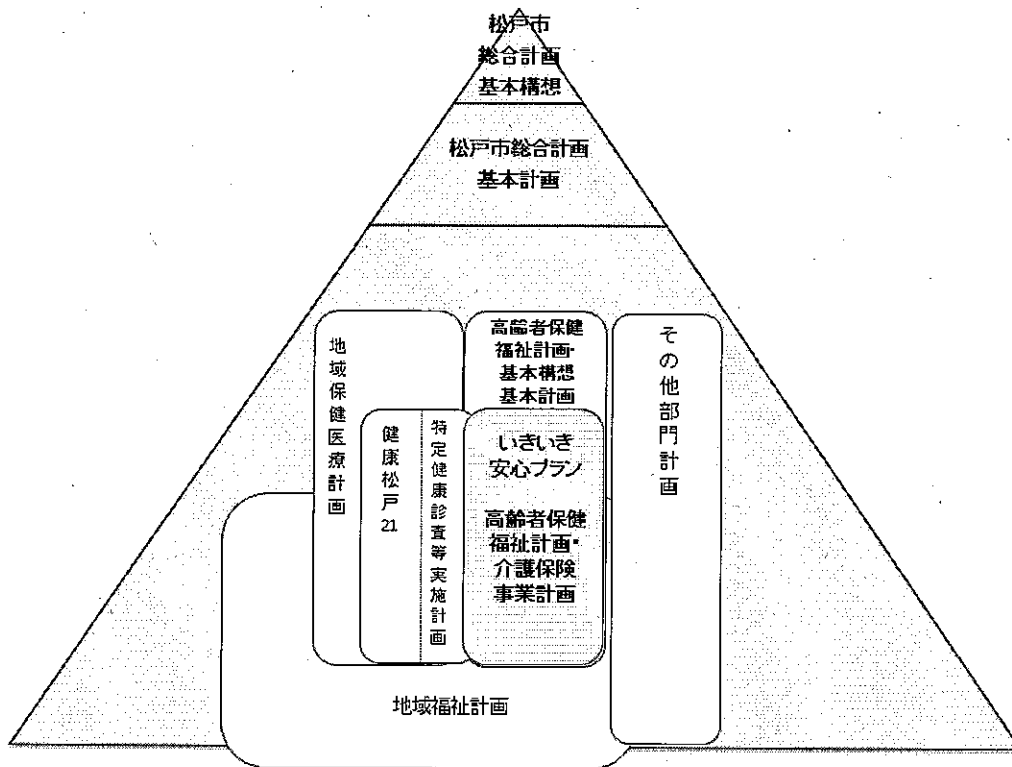 松戸市
総合計画
基本構想
松戸市総合計画
基本計画
地域保健医療計画
健康松戸21
特定健康診査等実施計画
高齢者保健
福祉計画・
基本構想
基本計画
いきいき
安心プラン
高齢者保健
福祉計画・
介護保険
事業計画
その他部門計画
地域福祉計画